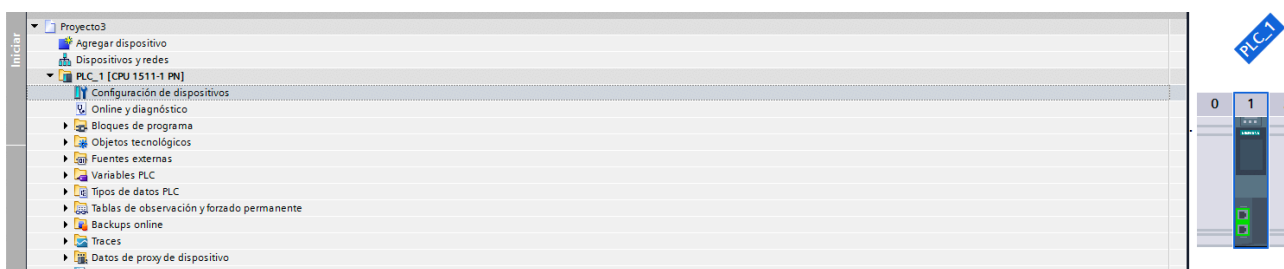 Iniciar
Proyecto3
Agregar dispositivo
Dispositivos y redes
PLC_1 [CPU 1511-1 PN]
Configuración de dispositivos
Online y diagnóstico
Bloques de programa
Objetos tecnológicos
Fuentes externas
Variables PLC
Tipos de datos PLC
Tablas de observación y forzado permanente
Backups online
Traces
Datos de proxy de dispositivo
PLC_1
0 1
SIEMENS